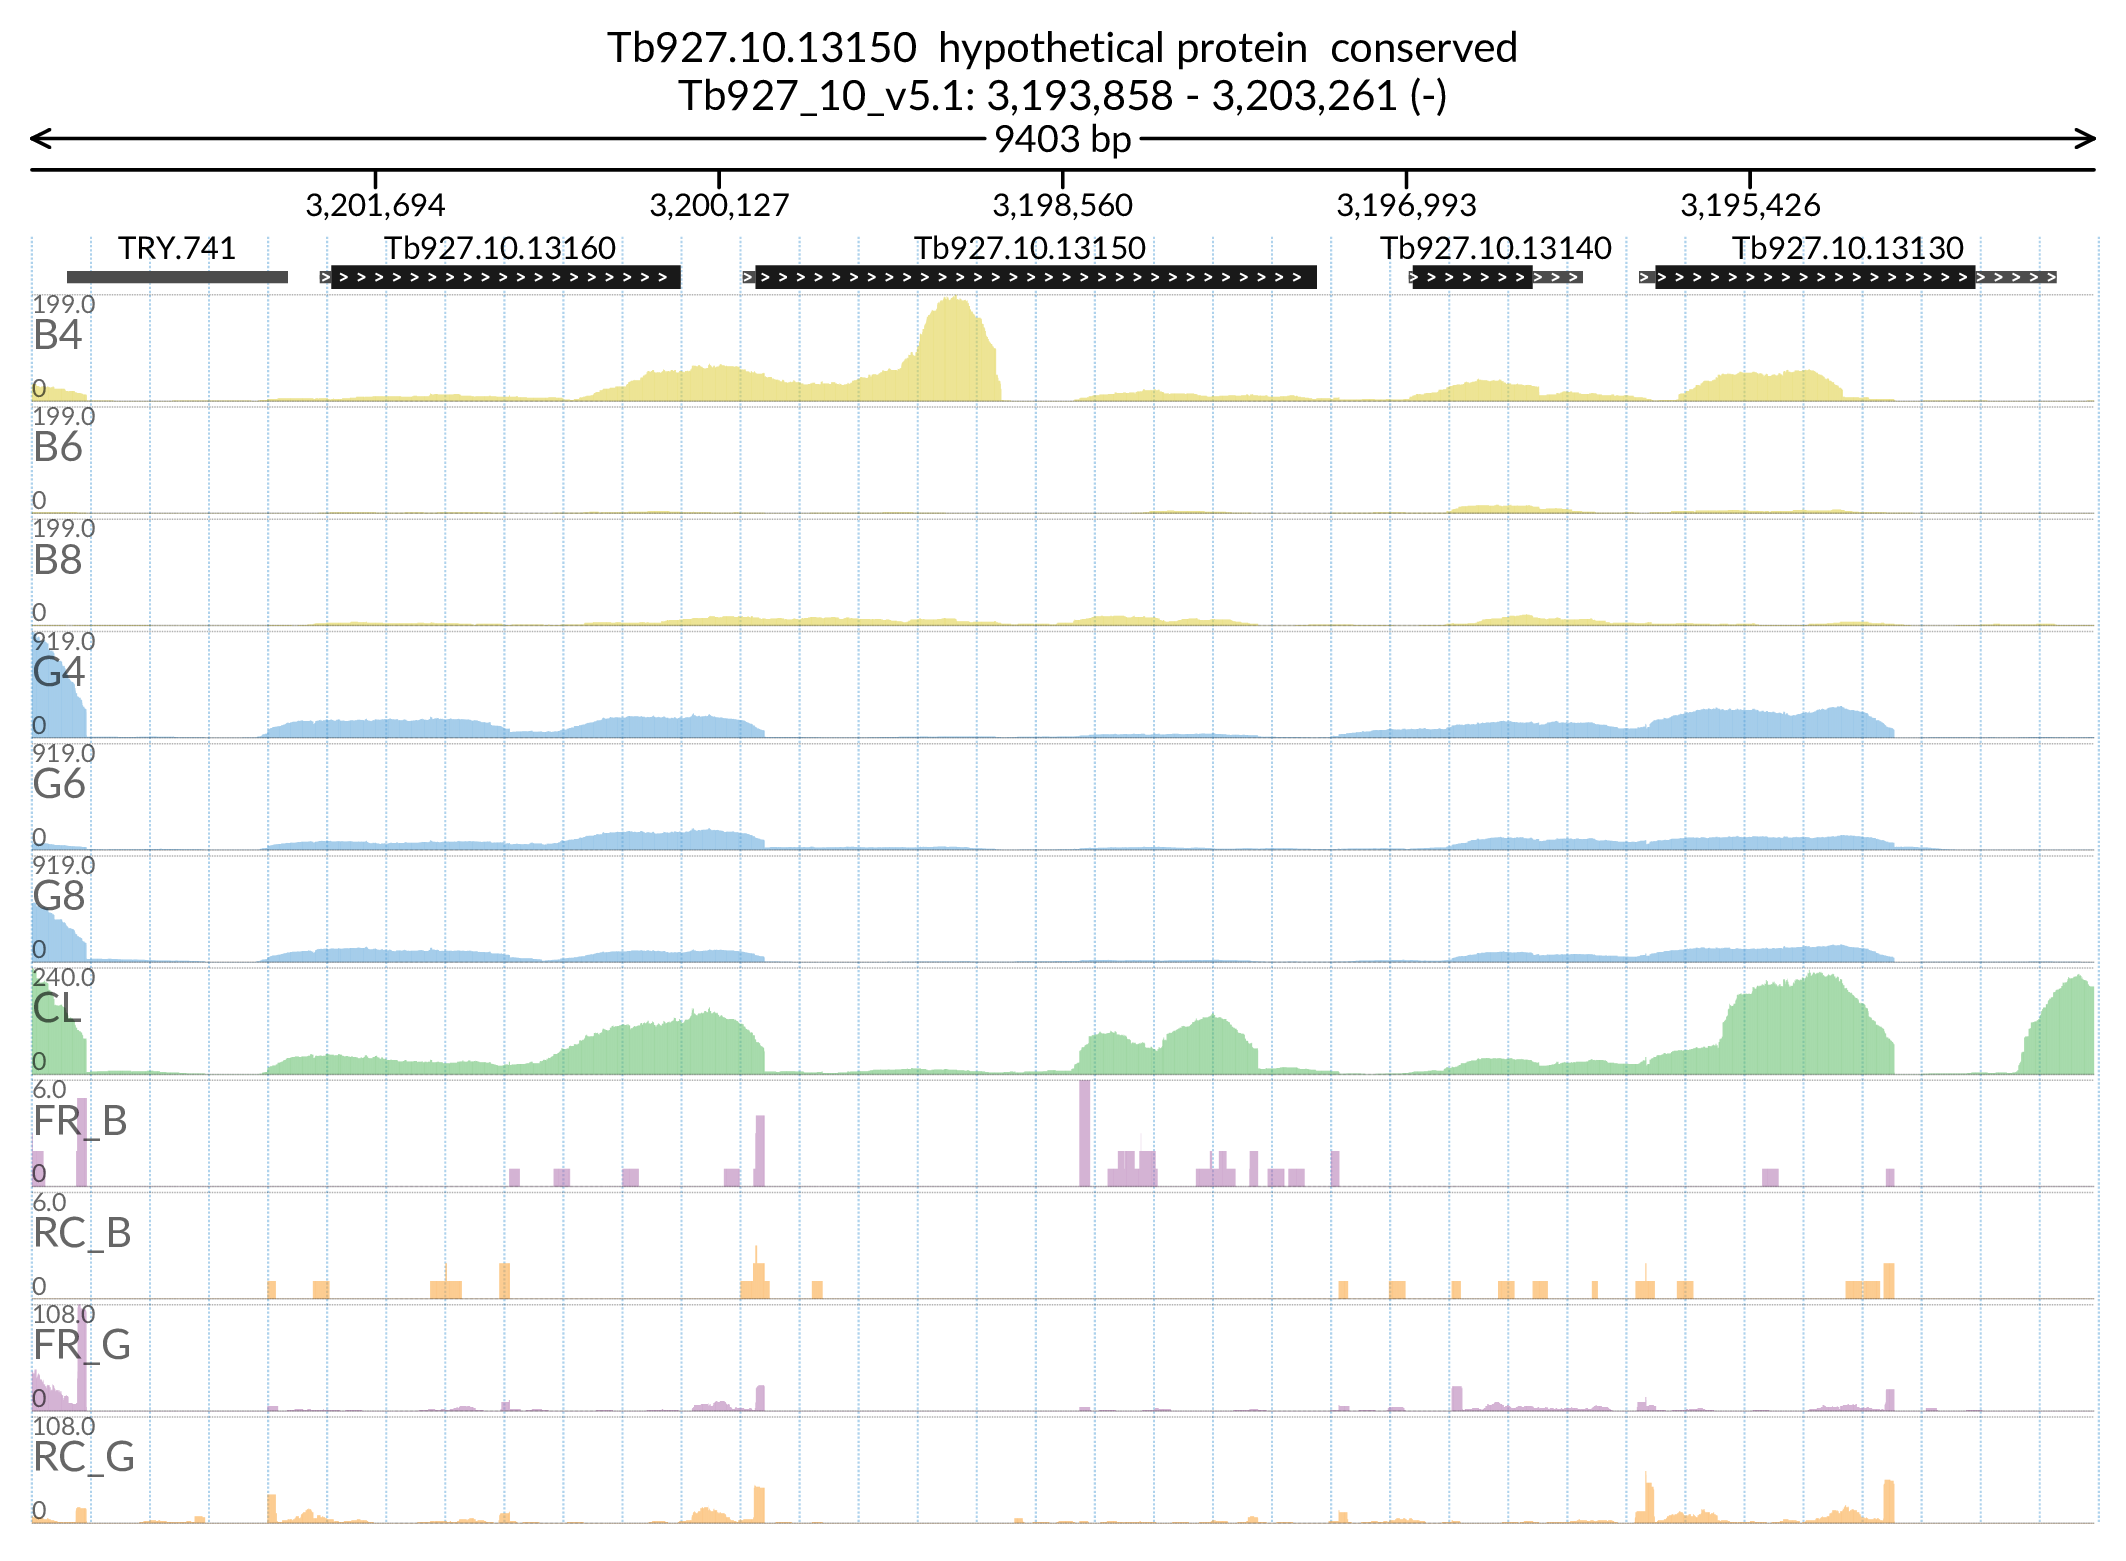 Tb927.10.13150  hypothetical protein  conserved
Tb927_10_v5.1: 3,193,858 - 3,203,261 (-)
9403 bp
3,201,694 3,200,127 3,198,560 3,196,993 3,195,426
TRY.741 Tb927.10.13160 Tb927.10.13150 Tb927.10.13140 Tb927.10.13130
199.0
B4
0
199.0
B6
0
199.0
B8
0
919.0
G4
0
919.0
G6
0
919.0
G8
0
240.0
CL
0
6.0
FR_B
0
6.0
RC_B
0
108.0
FR_G
0
108.0
RC_G
0